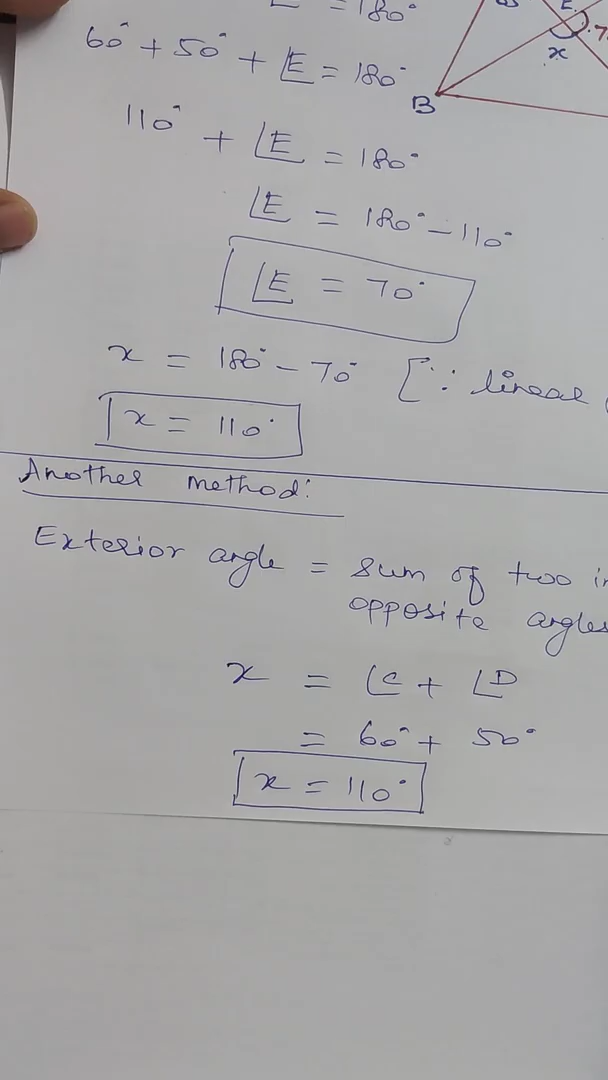 = 180°
60° + 50° + ∠E = 180°
110° + ∠E = 180°
∠E = 180° - 110°
∠E = 70°
x = 180° - 70° [∵ linear
x = 110°
Another method:
Exterior angle = sum of two
opposite angles
x = ∠C + ∠D
= 60° + 50°
x = 110°
E
x
B